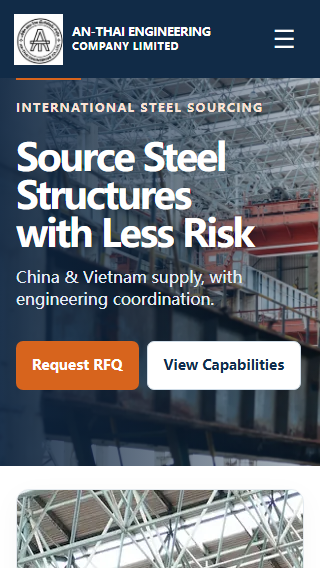 AN-THAI ENGINEERING
COMPANY LIMITED
INTERNATIONAL STEEL SOURCING
Source Steel
Structures
with Less Risk
China & Vietnam supply, with
engineering coordination.
Request RFQ
View Capabilities